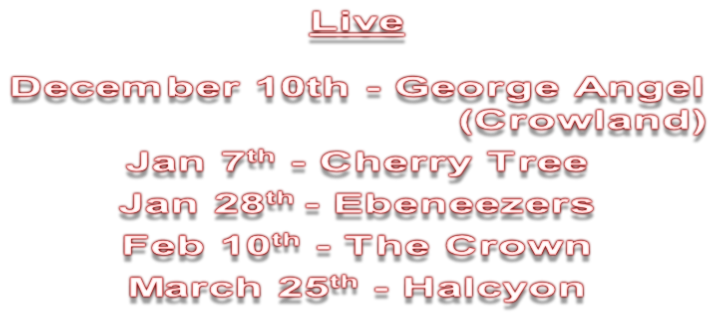 Live
December 10th - George Angel
(Crowland)
Jan 7th - Cherry Tree
Jan 28th - Ebeneezers
Feb 10th - The Crown
March 25th - Halcyon